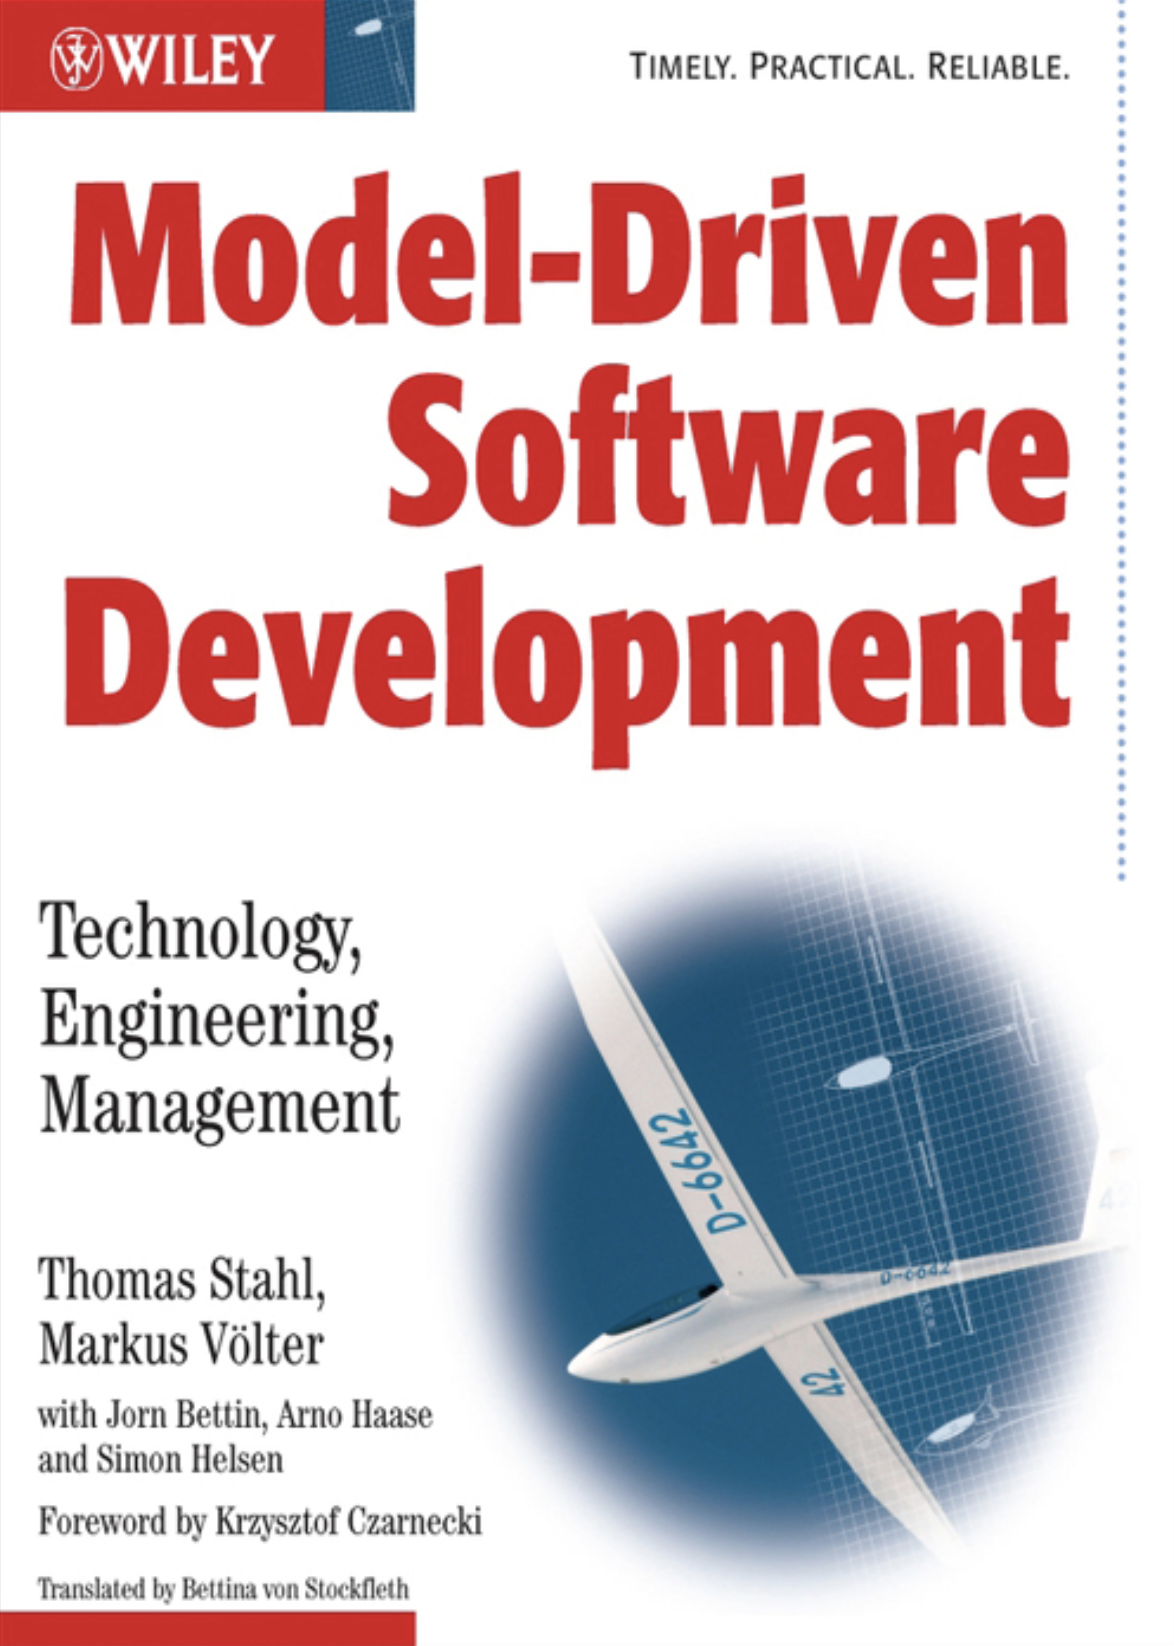 WILEY
TIMELY. PRACTICAL. RELIABLE.
Model-Driven
Software
Development
Technology,
Engineering,
Management
Thomas Stahl,
Markus Völter
with Jorn Bettin, Arno Haase
and Simon Helsen
Foreword by Krzysztof Czarnecki
Translated by Bettina von Stockfleth
D-6642
D-6642
42